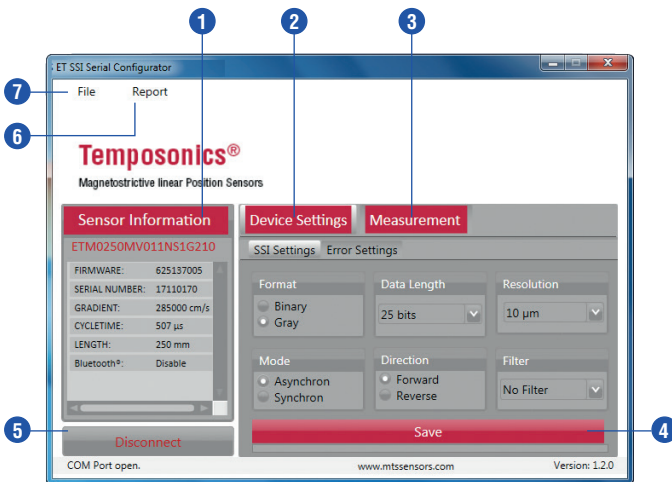 1 2 3
ET SSI Serial Configurator
7 File Report
6
Temposonics®
Magnetostrictive linear Position Sensors
Sensor Information
ETM0250MV011NS1G210
FIRMWARE: 625137005
SERIAL NUMBER: 17110170
GRADIENT: 285000 cm/s
CYCLETIME: 507 µs
LENGTH: 250 mm
Bluetooth®: Disable
5 Disconnect
Device Settings Measurement
SSI Settings Error Settings
Format
Binary
Gray
Data Length
25 bits
Resolution
10 µm
Mode
Asynchron
Synchron
Direction
Forward
Reverse
Filter
No Filter
Save 4
COM Port open. www.mtssensors.com Version: 1.2.0